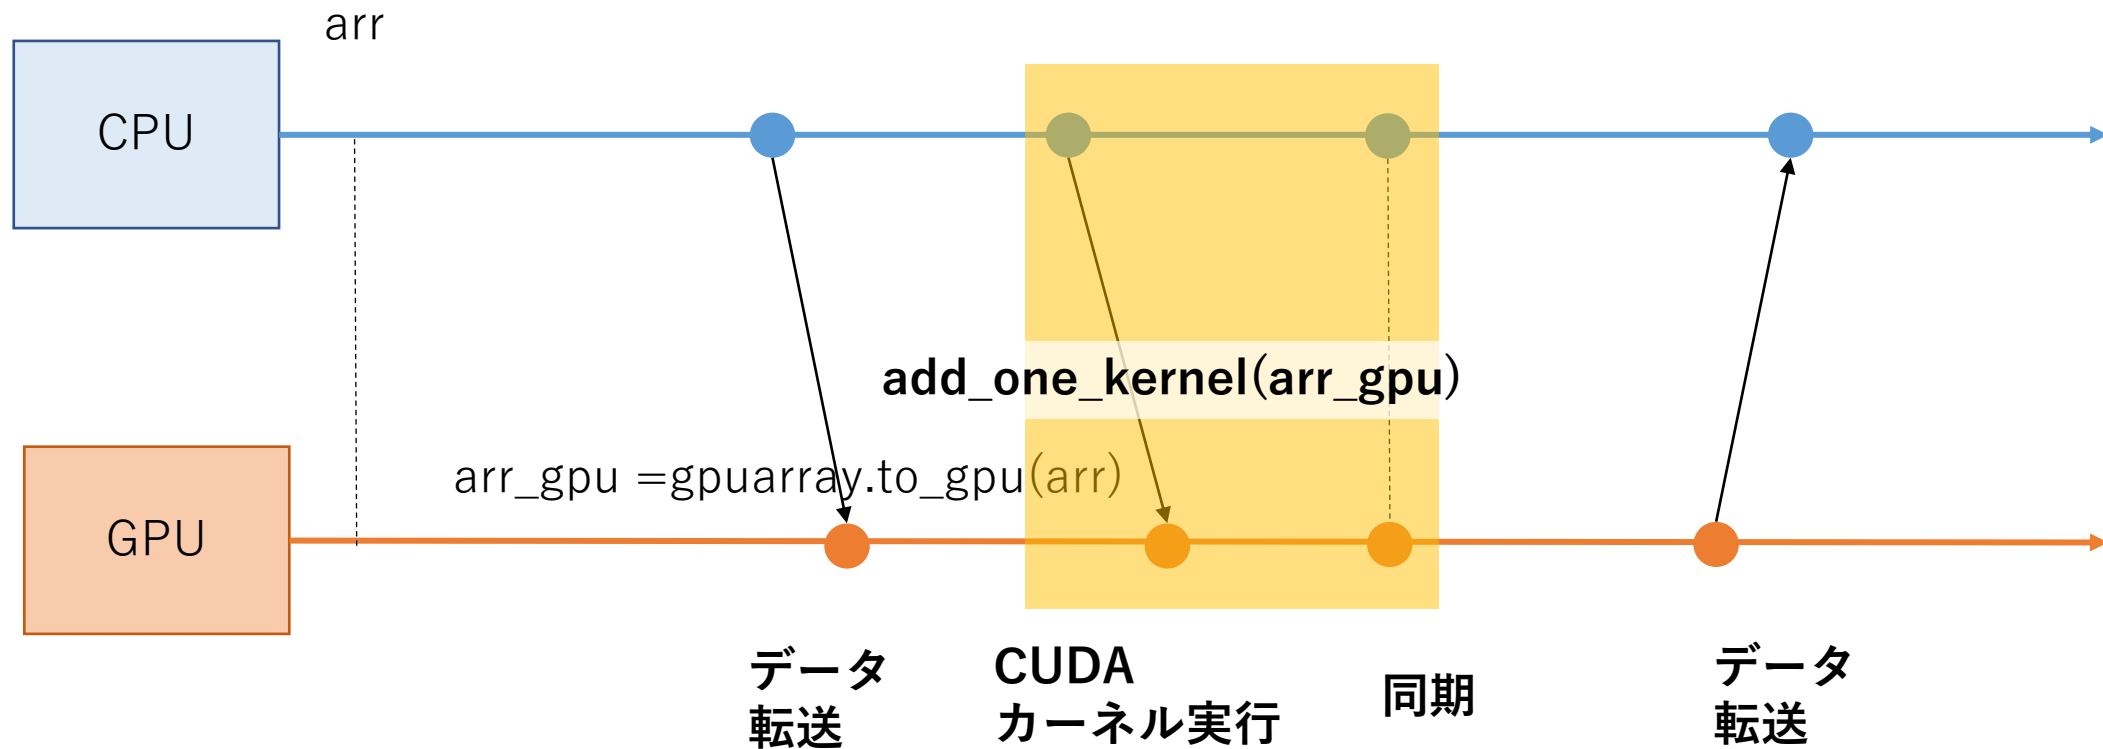 arr
CPU
add_one_kernel(arr_gpu)
arr_gpu =gpuarray.to_gpu(arr)
GPU
データ
転送
CUDA
カーネル実行
同期
データ
転送